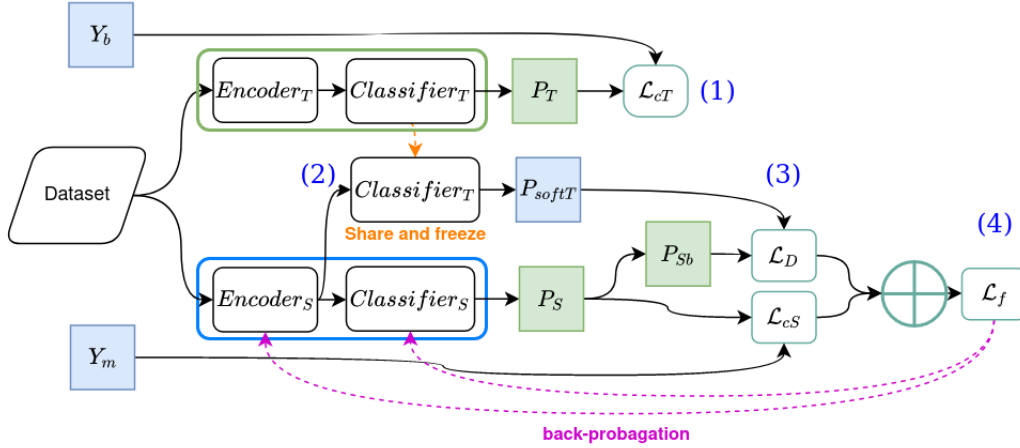 Y_b
Encoder_T
Classifier_T
P_T
ℒ_cT
(1)
Dataset
(2)
Classifier_T
P_softT
(3)
Share and freeze
P_Sb
ℒ_D
(4)
Encoder_S
Classifier_S
P_S
ℒ_cS
ℒ_f
Y_m
back-probagation